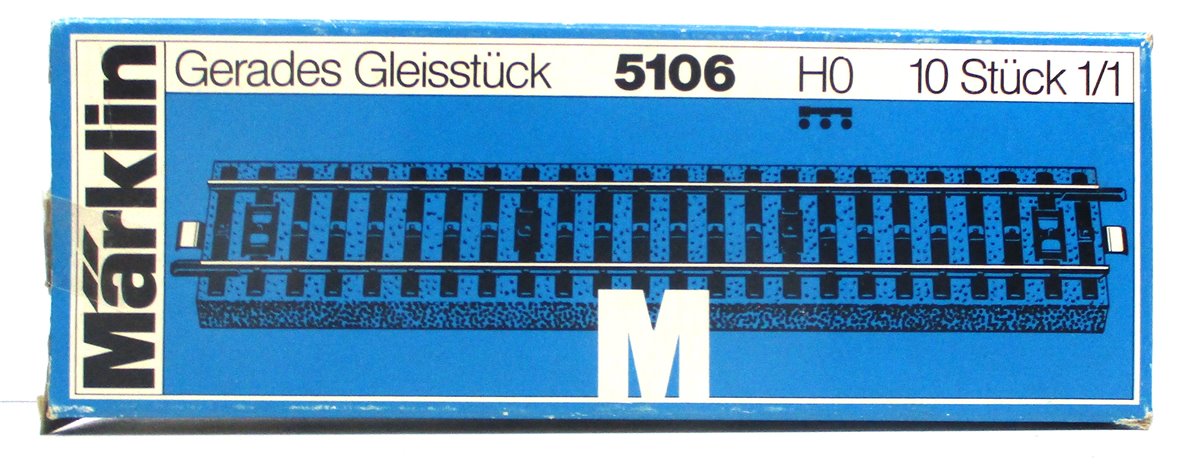 Märklin
Gerades Gleisstück 5106 H0 10 Stück 1/1
M